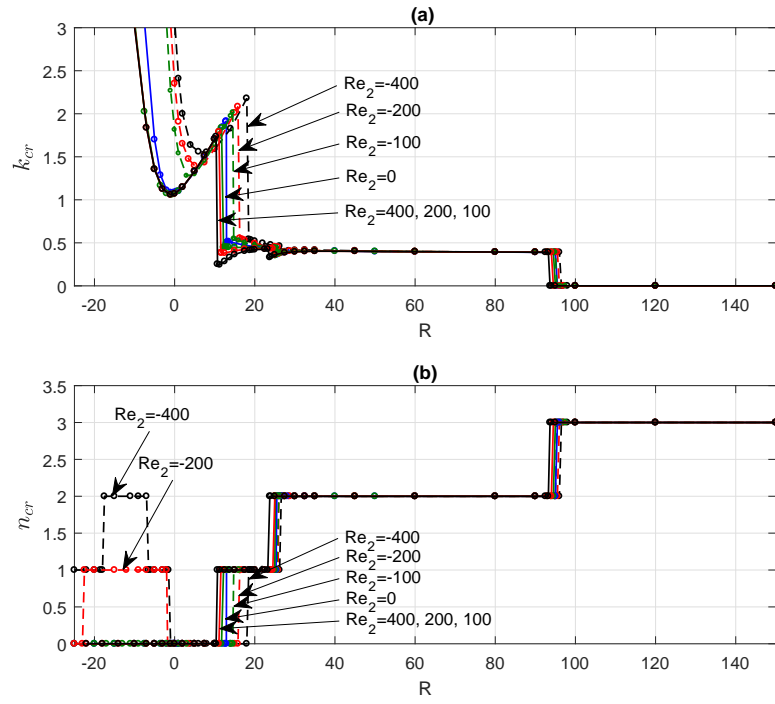 (a)
3
2.5
2
1.5
1
0.5
0
k_cr
Re_2=-400
Re_2=-200
Re_2=-100
Re_2=0
Re_2=400, 200, 100
-20 0 20 40 60 80 100 120 140
R
(b)
3.5
3
2.5
2
1.5
1
0.5
0
n_cr
Re_2=-400
Re_2=-200
Re_2=-400
Re_2=-200
Re_2=-100
Re_2=0
Re_2=400, 200, 100
-20 0 20 40 60 80 100 120 140
R